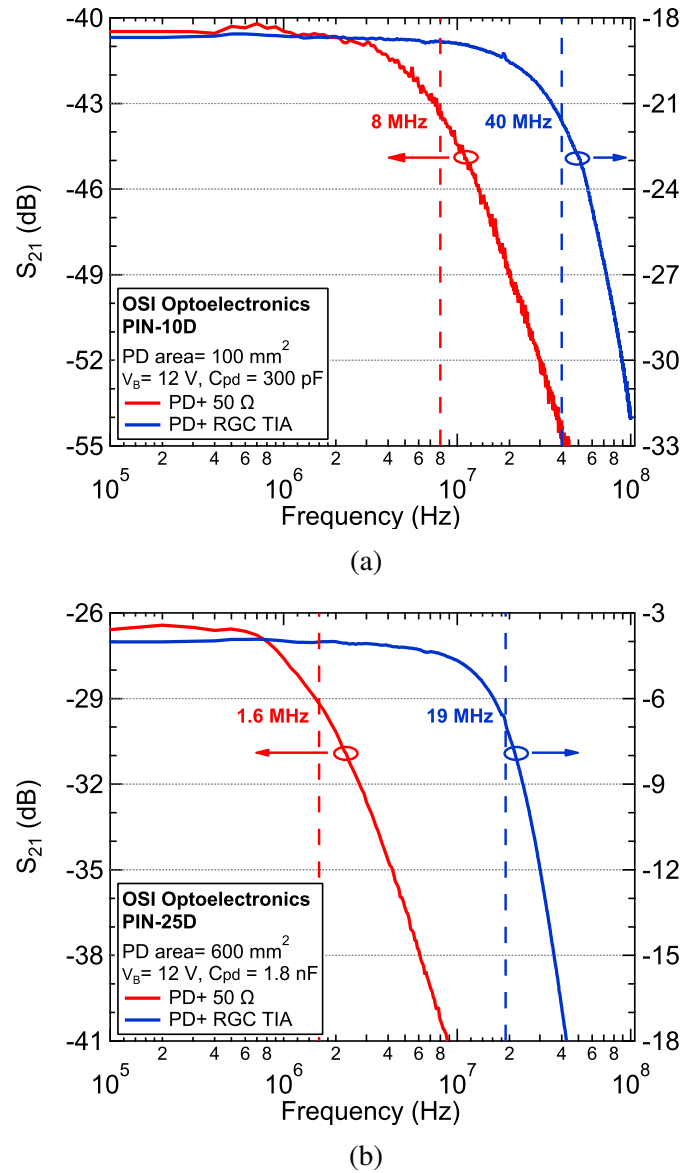 -40
-18
-43
-21
-46
-24
-49
-27
-52
-30
-55
-33
S21 (dB)
8 MHz
40 MHz
OSI Optoelectronics
PIN-10D
PD area= 100 mm2
VB= 12 V, Cpd = 300 pF
PD+ 50 Ω
PD+ RGC TIA
2 4 6 8 2 4 6 8 2 4 6 8
10^5 10^6 10^7 10^8
Frequency (Hz)
(a)
-26
-3
-29
-6
-32
-9
-35
-12
-38
-15
-41
-18
S21 (dB)
1.6 MHz
19 MHz
OSI Optoelectronics
PIN-25D
PD area= 600 mm2
VB= 12 V, Cpd = 1.8 nF
PD+ 50 Ω
PD+ RGC TIA
2 4 6 8 2 4 6 8 2 4 6 8
10^5 10^6 10^7 10^8
Frequency (Hz)
(b)